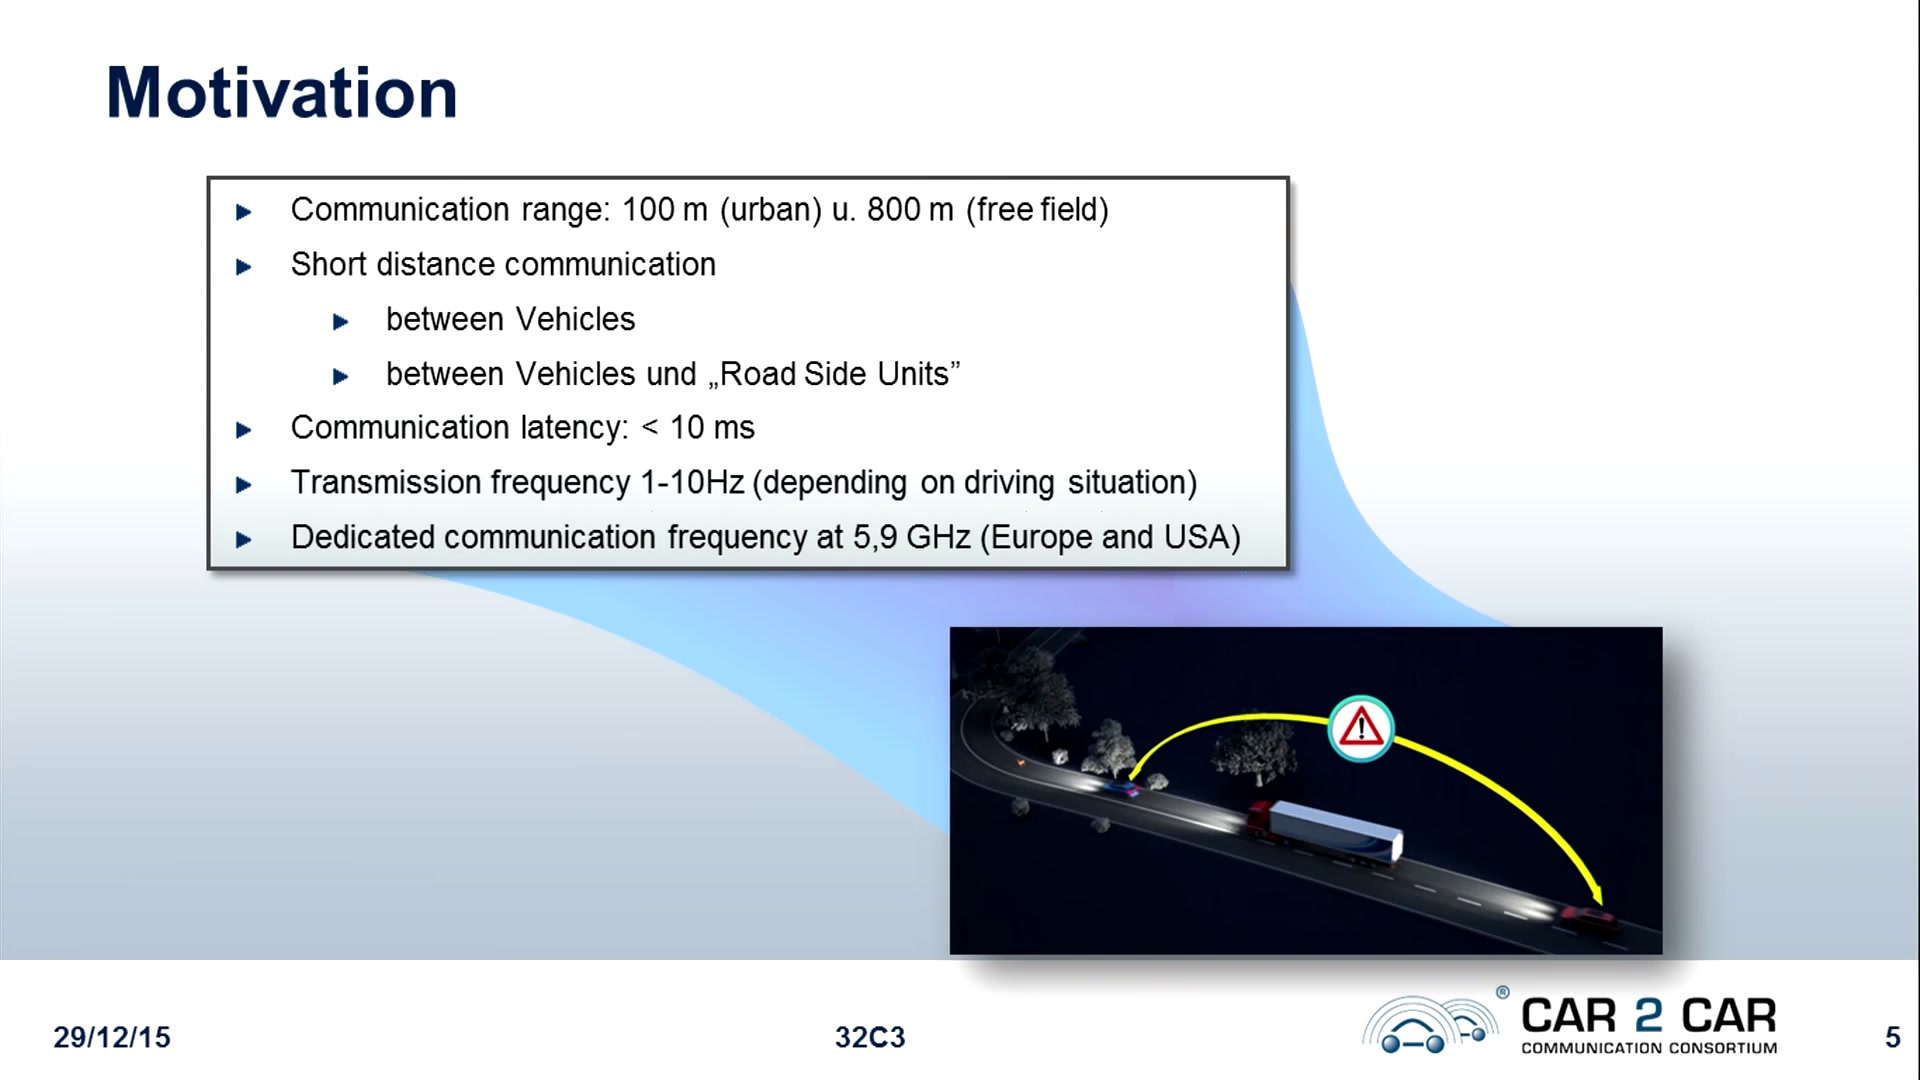 Motivation
Communication range: 100 m (urban) u. 800 m (free field)
Short distance communication
between Vehicles
between Vehicles und „Road Side Units”
Communication latency: < 10 ms
Transmission frequency 1-10Hz (depending on driving situation)
Dedicated communication frequency at 5,9 GHz (Europe and USA)
29/12/15
32C3
® CAR 2 CAR
COMMUNICATION CONSORTIUM
5